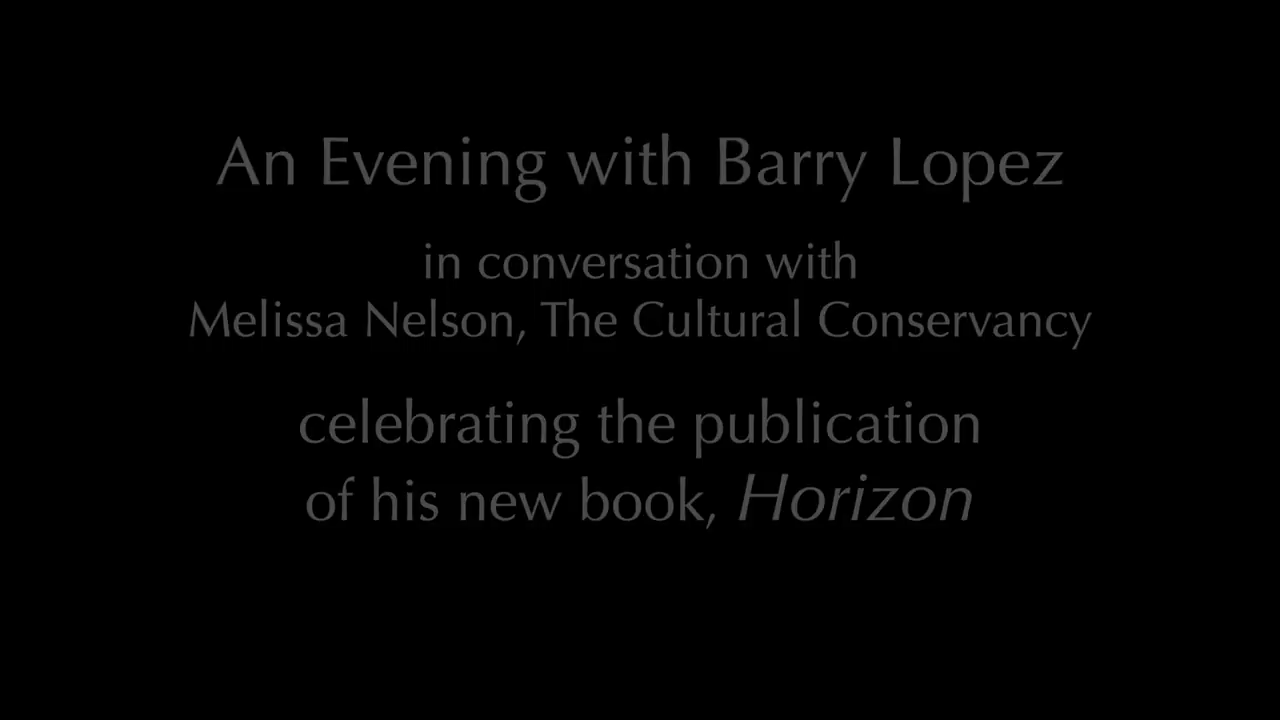 An Evening with Barry Lopez
in conversation with
Melissa Nelson, The Cultural Conservancy
celebrating the publication
of his new book, Horizon